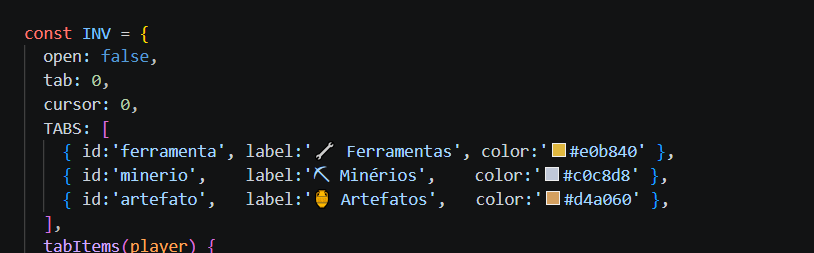 const INV = {
open: false,
tab: 0,
cursor: 0,
TABS: [
{ id:'ferramenta', label:'🔧 Ferramentas', color:'#e0b840' },
{ id:'minerio', label:'⛏ Minérios', color:'#c0c8d8' },
{ id:'artefato', label:'🏺 Artefatos', color:'#d4a060' },
],
tabItems(player) {